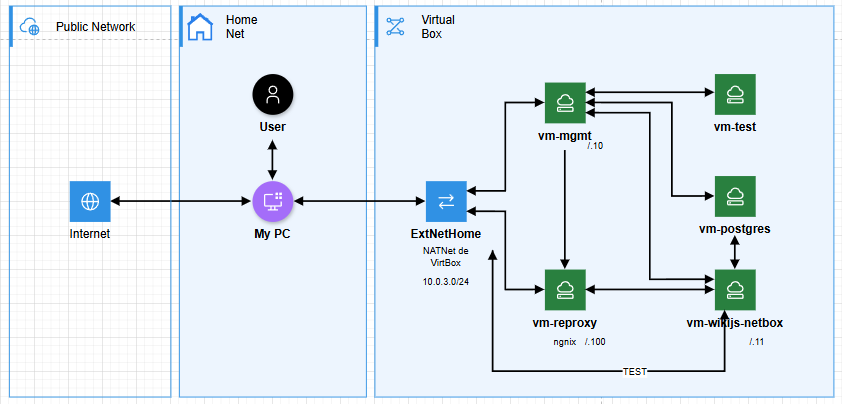 Public Network
Home
Net
Virtual
Box
User
vm-mgmt
/.10
vm-test
Internet
My PC
ExtNetHome
NATNet de
VirtBox
10.0.3.0/24
vm-postgres
vm-reproxy
ngnix /.100
vm-wikijs-netbox
/.11
TEST